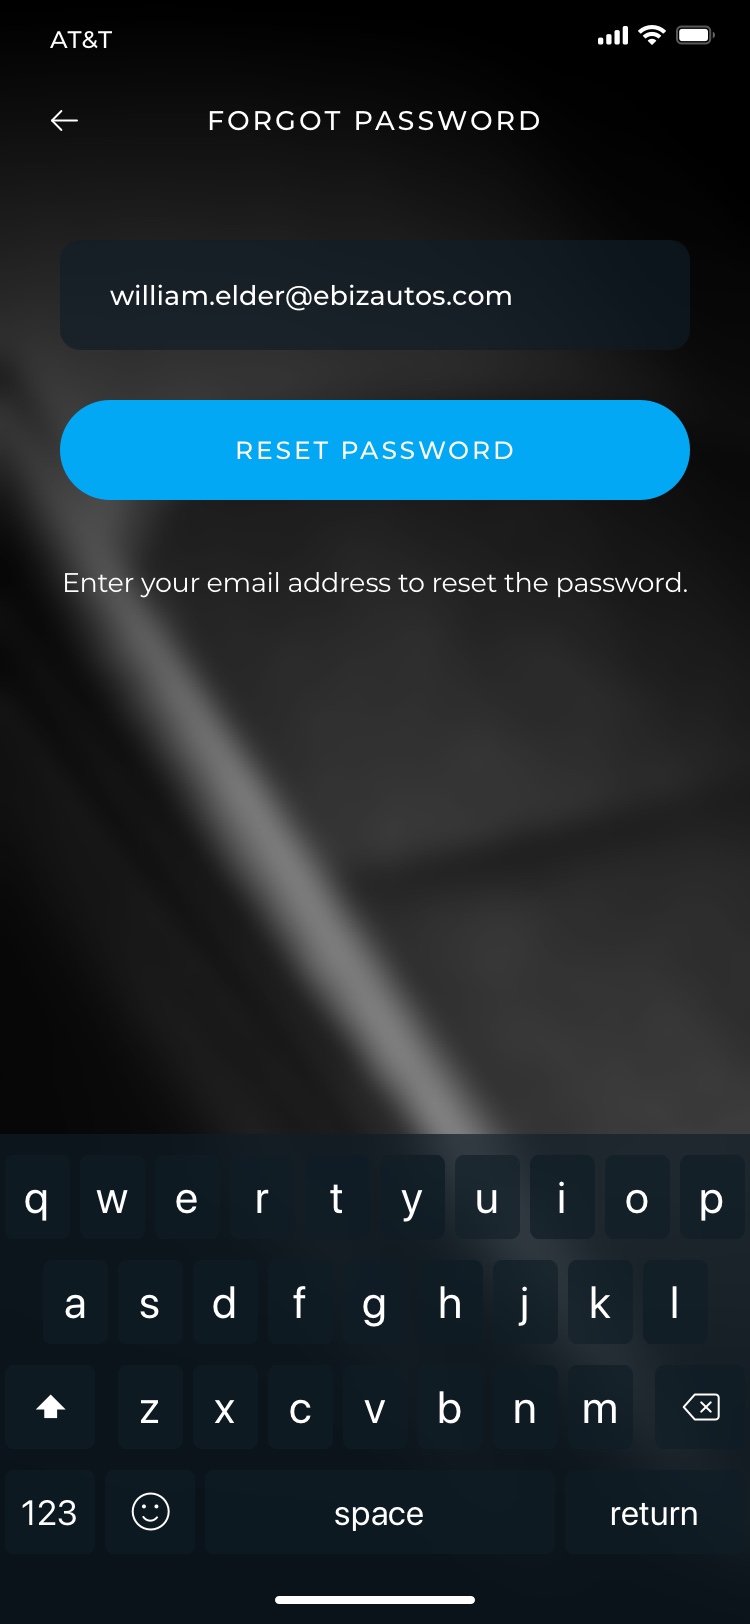 AT&T
FORGOT PASSWORD
william.elder@ebizautos.com
RESET PASSWORD
Enter your email address to reset the password.
q w e r t y u i o p
a s d f g h j k l
z x c v b n m
123 space return